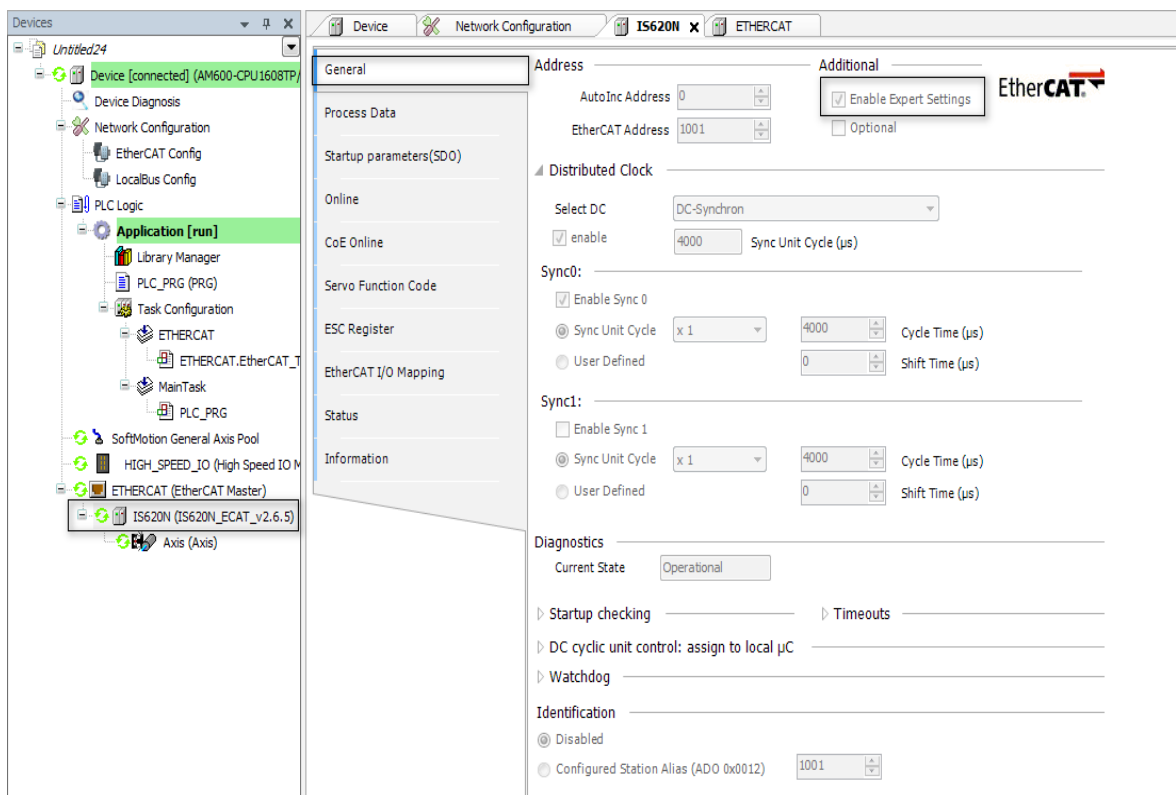 Devices
Untitled24
Device [connected] (AM600-CPU1608TP/
Device Diagnosis
Network Configuration
EtherCAT Config
LocalBus Config
PLC Logic
Application [run]
Library Manager
PLC_PRG (PRG)
Task Configuration
ETHERCAT
ETHERCAT.EtherCAT_T
MainTask
PLC_PRG
SoftMotion General Axis Pool
HIGH_SPEED_IO (High Speed IO M
ETHERCAT (EtherCAT Master)
IS620N (IS620N_ECAT_v2.6.5)
Axis (Axis)
Device Network Configuration IS620N X ETHERCAT
General
Process Data
Startup parameters(SDO)
Online
CoE Online
Servo Function Code
ESC Register
EtherCAT I/O Mapping
Status
Information
Address
AutoInc Address 0
EtherCAT Address 1001
Additional
Enable Expert Settings
Optional
EtherCAT.
Distributed Clock
Select DC DC-Synchron
enable 4000 Sync Unit Cycle (µs)
Sync0:
Enable Sync 0
Sync Unit Cycle x 1 4000 Cycle Time (µs)
User Defined 0 Shift Time (µs)
Sync1:
Enable Sync 1
Sync Unit Cycle x 1 4000 Cycle Time (µs)
User Defined 0 Shift Time (µs)
Diagnostics
Current State Operational
Startup checking Timeouts
DC cyclic unit control: assign to local µC
Watchdog
Identification
Disabled
Configured Station Alias (ADO 0x0012) 1001